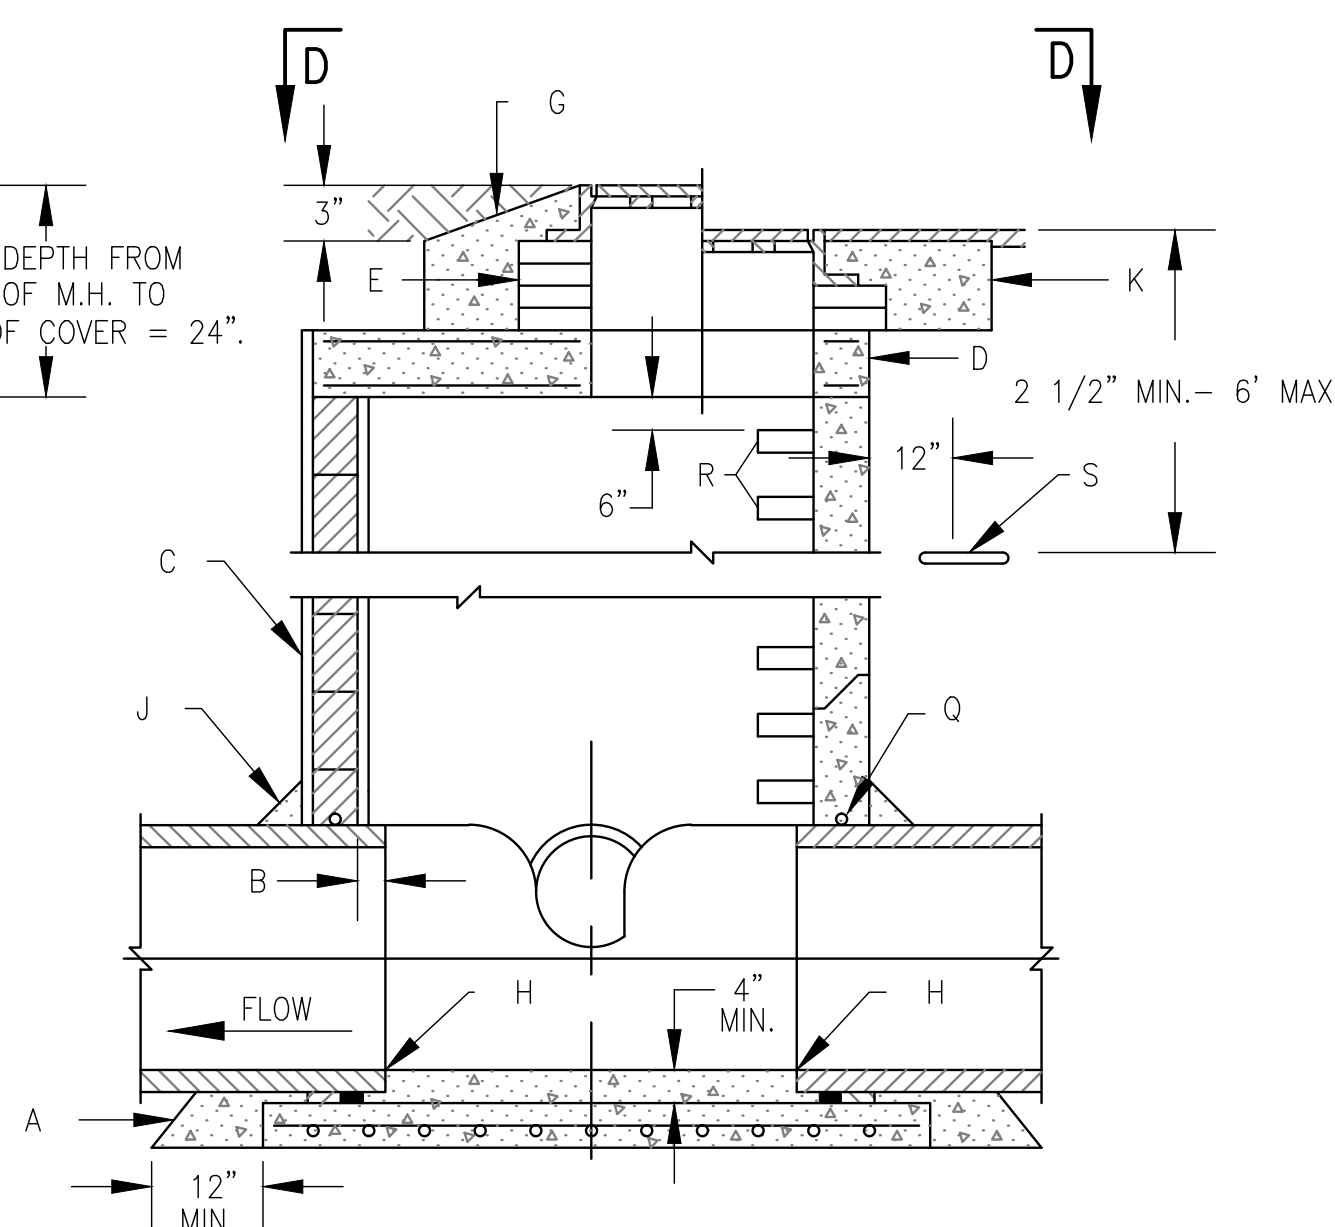 D D
G
3"
DEPTH FROM
OF M.H. TO
OF COVER = 24".
E
K
D
2 1/2" MIN.– 6' MAX
12"
R
S
6"
C
J
Q
B
H
4"
MIN.
H
FLOW
A
12"
MIN